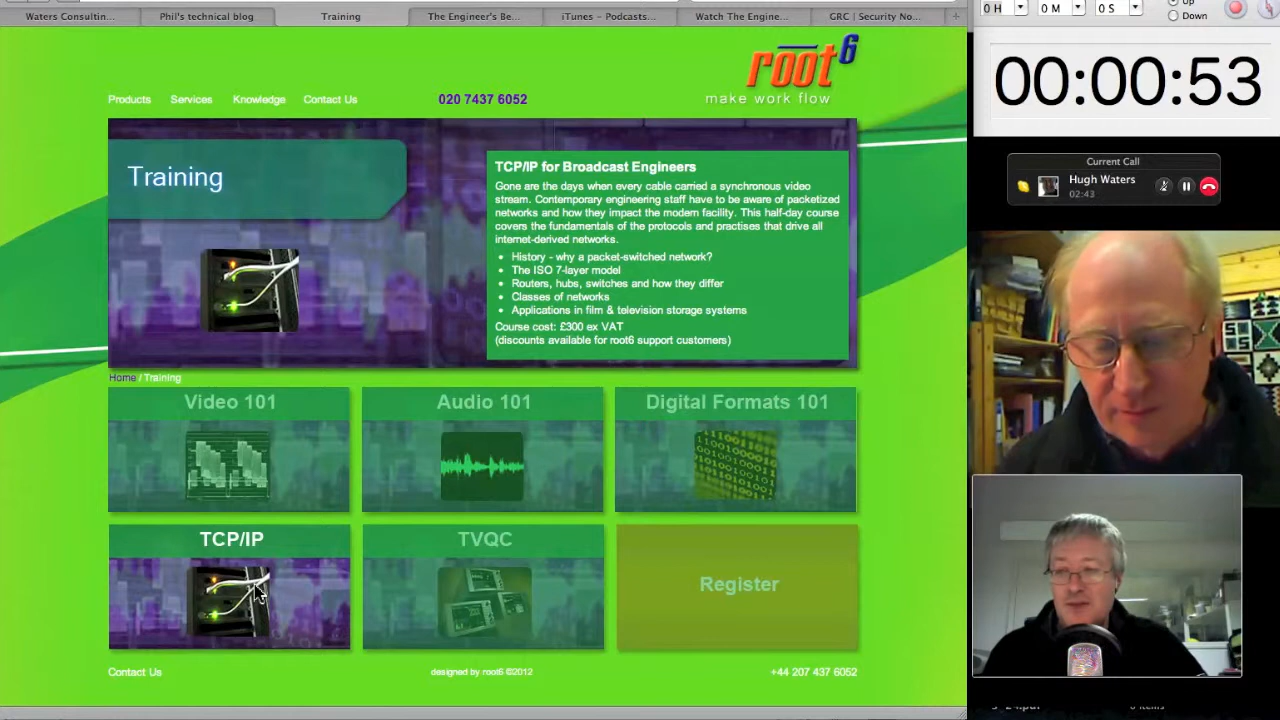 Waters Consultin...
Phil's technical blog
Training
The Engineer's Be...
iTunes – Podcasts...
Watch The Engine...
GRC | Security No...
+
0 H
0 M
0 S
Up
Down
00:00:53
root6
make work flow
Products
Services
Knowledge
Contact Us
020 7437 6052
Training
TCP/IP for Broadcast Engineers
Gone are the days when every cable carried a synchronous video
stream. Contemporary engineering staff have to be aware of packetized
networks and how they impact the modern facility. This half-day course
covers the fundamentals of the protocols and practises that drive all
internet-derived networks.
• History - why a packet-switched network?
• The ISO 7-layer model
• Routers, hubs, switches and how they differ
• Classes of networks
• Applications in film & television storage systems
Course cost: £300 ex VAT
(discounts available for root6 support customers)
Current Call
Hugh Waters
02:43
Home / Training
Video 101
Audio 101
Digital Formats 101
TCP/IP
TVQC
Register
Contact Us
designed by root6 ©2012
+44 207 437 6052